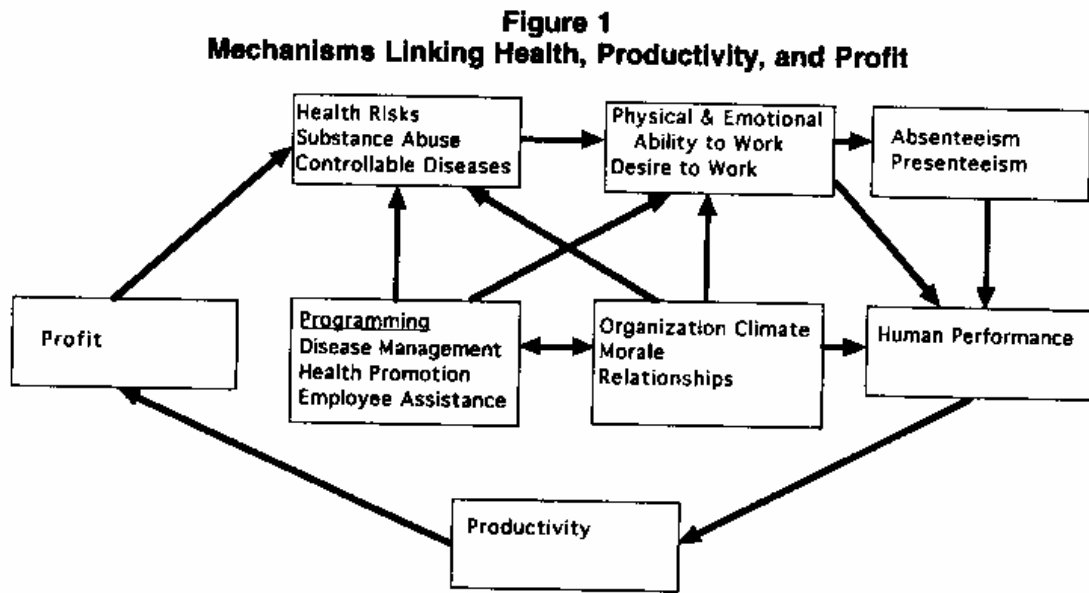 Figure 1
Mechanisms Linking Health, Productivity, and Profit
Health Risks
Substance Abuse
Controllable Diseases
Physical & Emotional
Ability to Work
Desire to Work
Absenteeism
Presenteeism
Profit
Programming
Disease Management
Health Promotion
Employee Assistance
Organization Climate
Morale
Relationships
Human Performance
Productivity